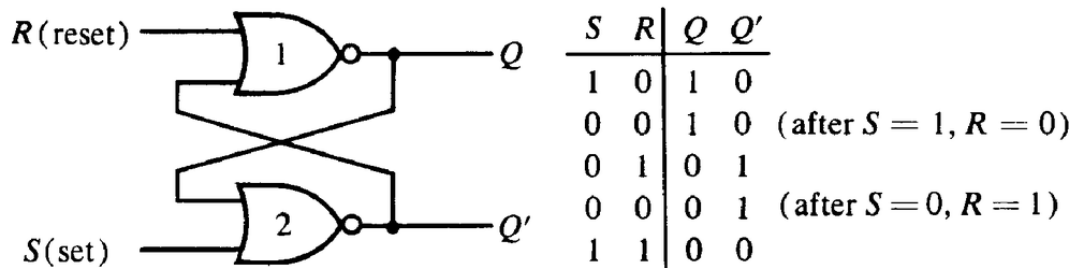 R (reset)
1
Q
2
S (set)
Q′
S R Q Q′
1 0 1 0
0 0 1 0 (after S = 1, R = 0)
0 1 0 1
0 0 0 1 (after S = 0, R = 1)
1 1 0 0